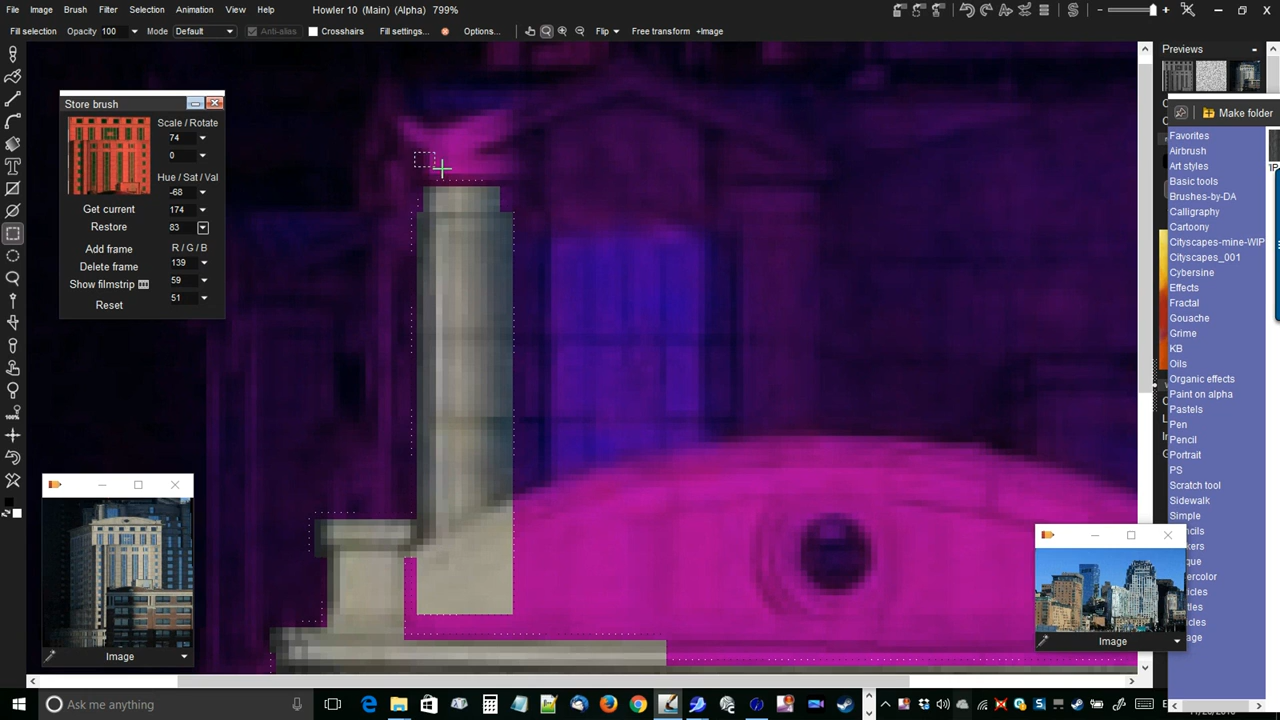 File Image Brush Filter Selection Animation View Help Howler 10 (Main) (Alpha) 799%
Fill selection Opacity 100 Mode Default Anti-alias Crosshairs Fill settings... Options... Flip Free transform +Image
Previews
Store brush
Make folder
Scale / Rotate
74
0
Hue / Sat / Val
-68
Get current 174
Restore 83
Add frame R / G / B
139
Delete frame
59
Show filmstrip
51
Reset
Favorites
Airbrush
Art styles
Basic tools
Brushes-by-DA
Calligraphy
Cartoony
Cityscapes-mine-WIP
Cityscapes_001
Cybersine
Effects
Fractal
Gouache
Grime
KB
Oils
Organic effects
Paint on alpha
Pastels
Pen
Pencil
Portrait
PS
Scratch tool
Sidewalk
Simple
Image
Image
Ask me anything